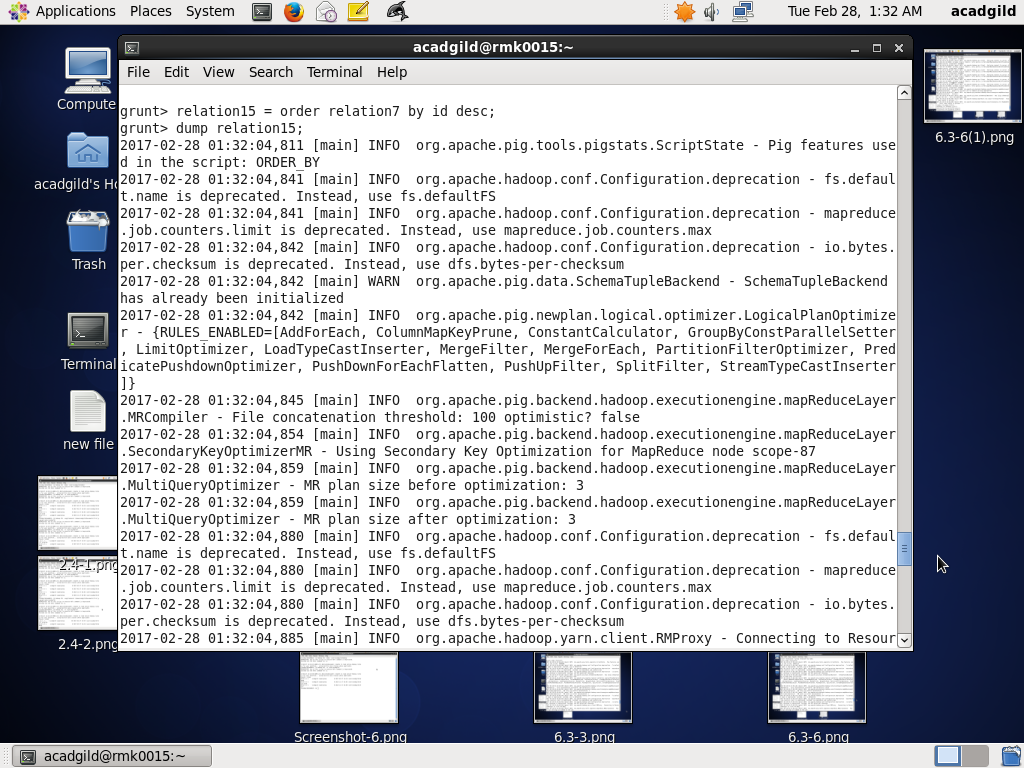 Applications Places System Tue Feb 28, 1:32 AM acadgild
acadgild@rmk0015:~
File Edit View Search Terminal Help
grunt> relation15 = order relation7 by id desc;
grunt> dump relation15;
2017-02-28 01:32:04,811 [main] INFO  org.apache.pig.tools.pigstats.ScriptState - Pig features use
d in the script: ORDER_BY
2017-02-28 01:32:04,841 [main] INFO  org.apache.hadoop.conf.Configuration.deprecation - fs.defaul
t.name is deprecated. Instead, use fs.defaultFS
2017-02-28 01:32:04,841 [main] INFO  org.apache.hadoop.conf.Configuration.deprecation - mapreduce
.job.counters.limit is deprecated. Instead, use mapreduce.job.counters.max
2017-02-28 01:32:04,842 [main] INFO  org.apache.hadoop.conf.Configuration.deprecation - io.bytes.
per.checksum is deprecated. Instead, use dfs.bytes-per-checksum
2017-02-28 01:32:04,842 [main] WARN  org.apache.pig.data.SchemaTupleBackend - SchemaTupleBackend
has already been initialized
2017-02-28 01:32:04,842 [main] INFO  org.apache.pig.newplan.logical.optimizer.LogicalPlanOptimize
r - {RULES_ENABLED=[AddForEach, ColumnMapKeyPrune, ConstantCalculator, GroupByConstParallelSetter
, LimitOptimizer, LoadTypeCastInserter, MergeFilter, MergeForEach, PartitionFilterOptimizer, Pred
icatePushdownOptimizer, PushDownForEachFlatten, PushUpFilter, SplitFilter, StreamTypeCastInserter
]}
2017-02-28 01:32:04,845 [main] INFO  org.apache.pig.backend.hadoop.executionengine.mapReduceLayer
.MRCompiler - File concatenation threshold: 100 optimistic? false
2017-02-28 01:32:04,854 [main] INFO  org.apache.pig.backend.hadoop.executionengine.mapReduceLayer
.SecondaryKeyOptimizerMR - Using Secondary Key Optimization for MapReduce node scope-87
2017-02-28 01:32:04,859 [main] INFO  org.apache.pig.backend.hadoop.executionengine.mapReduceLayer
.MultiQueryOptimizer - MR plan size before optimization: 3
2017-02-28 01:32:04,859 [main] INFO  org.apache.pig.backend.hadoop.executionengine.mapReduceLayer
.MultiQueryOptimizer - MR plan size after optimization: 3
2017-02-28 01:32:04,880 [main] INFO  org.apache.hadoop.conf.Configuration.deprecation - fs.defaul
t.name is deprecated. Instead, use fs.defaultFS
2017-02-28 01:32:04,880 [main] INFO  org.apache.hadoop.conf.Configuration.deprecation - mapreduce
.job.counters.limit is deprecated. Instead, use mapreduce.job.counters.max
2017-02-28 01:32:04,880 [main] INFO  org.apache.hadoop.conf.Configuration.deprecation - io.bytes.
per.checksum is deprecated. Instead, use dfs.bytes-per-checksum
2017-02-28 01:32:04,885 [main] INFO  org.apache.hadoop.yarn.client.RMProxy - Connecting to Resour
Compute
acadgild's Ho
Trash
Terminal
new file
2.4-1.png
2.4-2.png
6.3-6(1).png
Screenshot-6.png
6.3-3.png
6.3-6.png
acadgild@rmk0015:~